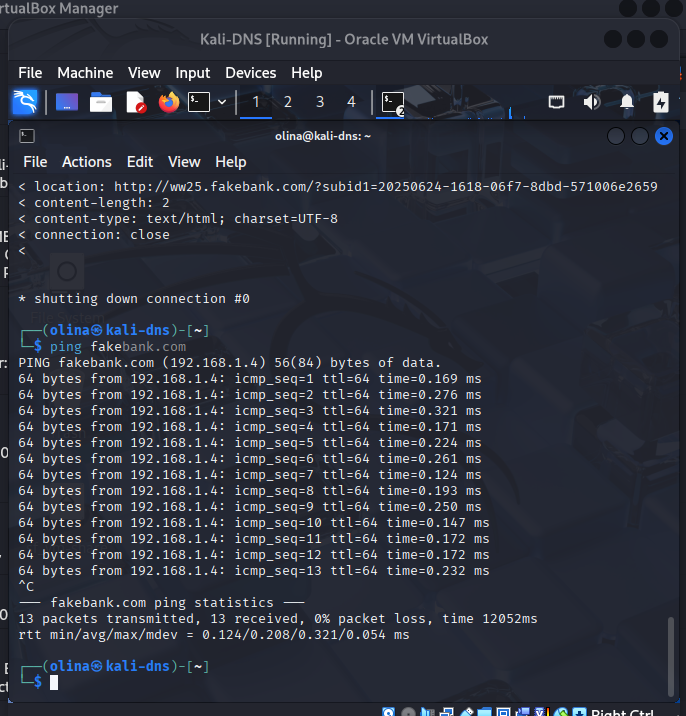 rtualBox Manager
Kali-DNS [Running] - Oracle VM VirtualBox
File Machine View Input Devices Help
1 2 3 4 2
olina@kali-dns: ~
File Actions Edit View Help
< location: http://ww25.fakebank.com/?subid1=20250624-1618-06f7-8dbd-571006e2659
< content-length: 2
< content-type: text/html; charset=UTF-8
< connection: close
<
* shutting down connection #0
┌──(olina㉿kali-dns)-[~]
└─$ ping fakebank.com
PING fakebank.com (192.168.1.4) 56(84) bytes of data.
64 bytes from 192.168.1.4: icmp_seq=1 ttl=64 time=0.169 ms
64 bytes from 192.168.1.4: icmp_seq=2 ttl=64 time=0.276 ms
64 bytes from 192.168.1.4: icmp_seq=3 ttl=64 time=0.321 ms
64 bytes from 192.168.1.4: icmp_seq=4 ttl=64 time=0.171 ms
64 bytes from 192.168.1.4: icmp_seq=5 ttl=64 time=0.224 ms
64 bytes from 192.168.1.4: icmp_seq=6 ttl=64 time=0.261 ms
64 bytes from 192.168.1.4: icmp_seq=7 ttl=64 time=0.124 ms
64 bytes from 192.168.1.4: icmp_seq=8 ttl=64 time=0.193 ms
64 bytes from 192.168.1.4: icmp_seq=9 ttl=64 time=0.250 ms
64 bytes from 192.168.1.4: icmp_seq=10 ttl=64 time=0.147 ms
64 bytes from 192.168.1.4: icmp_seq=11 ttl=64 time=0.172 ms
64 bytes from 192.168.1.4: icmp_seq=12 ttl=64 time=0.172 ms
64 bytes from 192.168.1.4: icmp_seq=13 ttl=64 time=0.232 ms
^C
--- fakebank.com ping statistics ---
13 packets transmitted, 13 received, 0% packet loss, time 12052ms
rtt min/avg/max/mdev = 0.124/0.208/0.321/0.054 ms
┌──(olina㉿kali-dns)-[~]
└─$
Right Ctrl